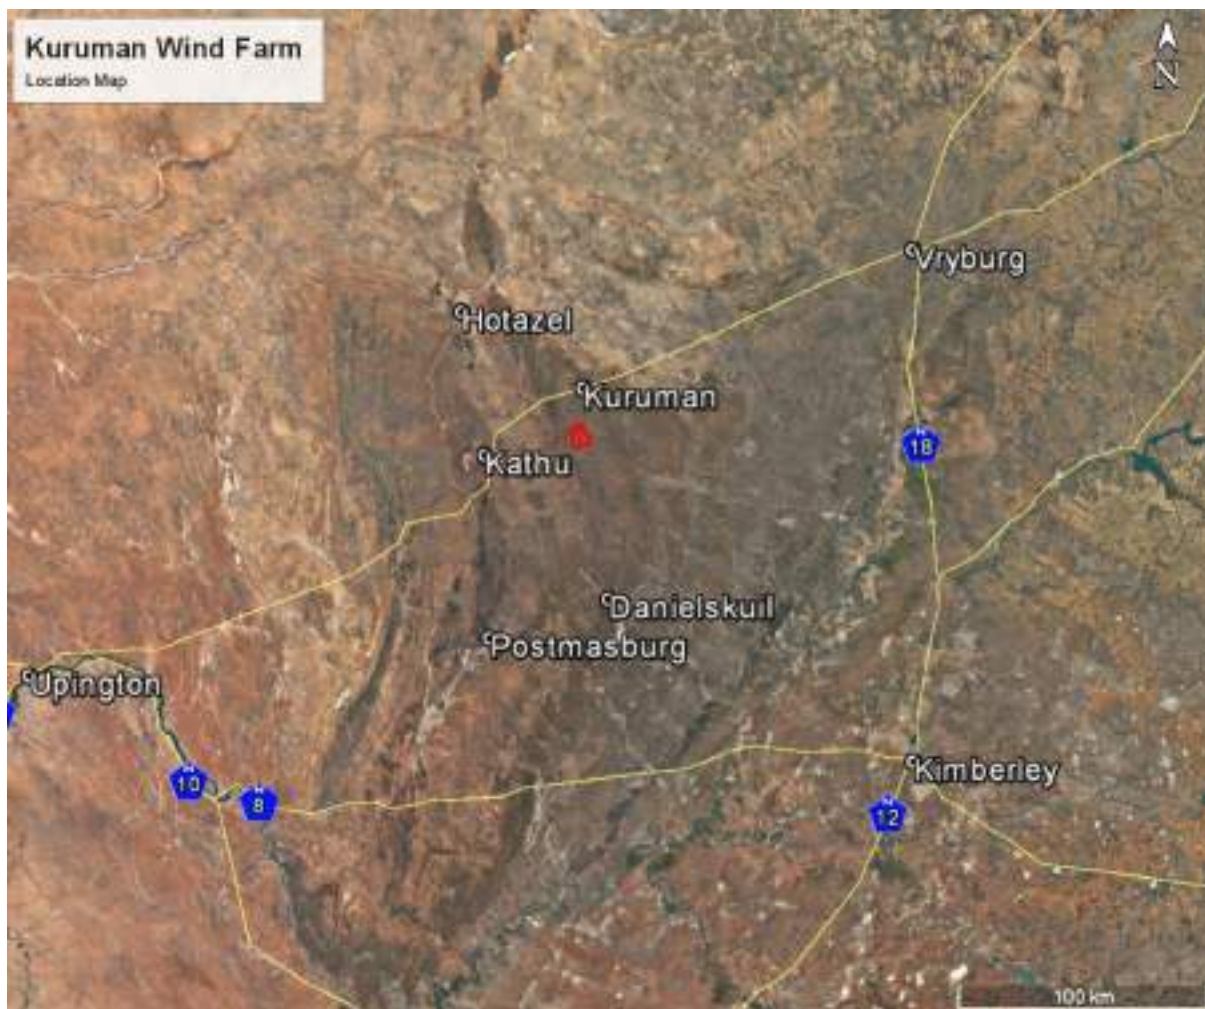 Kuruman Wind Farm
Location Map
N
Vryburg
Hotazel
Kuruman
N
18
Kathu
Danielskuil
Postmasburg
Upington
Kimberley
N
10
N
8
N
12
100 km